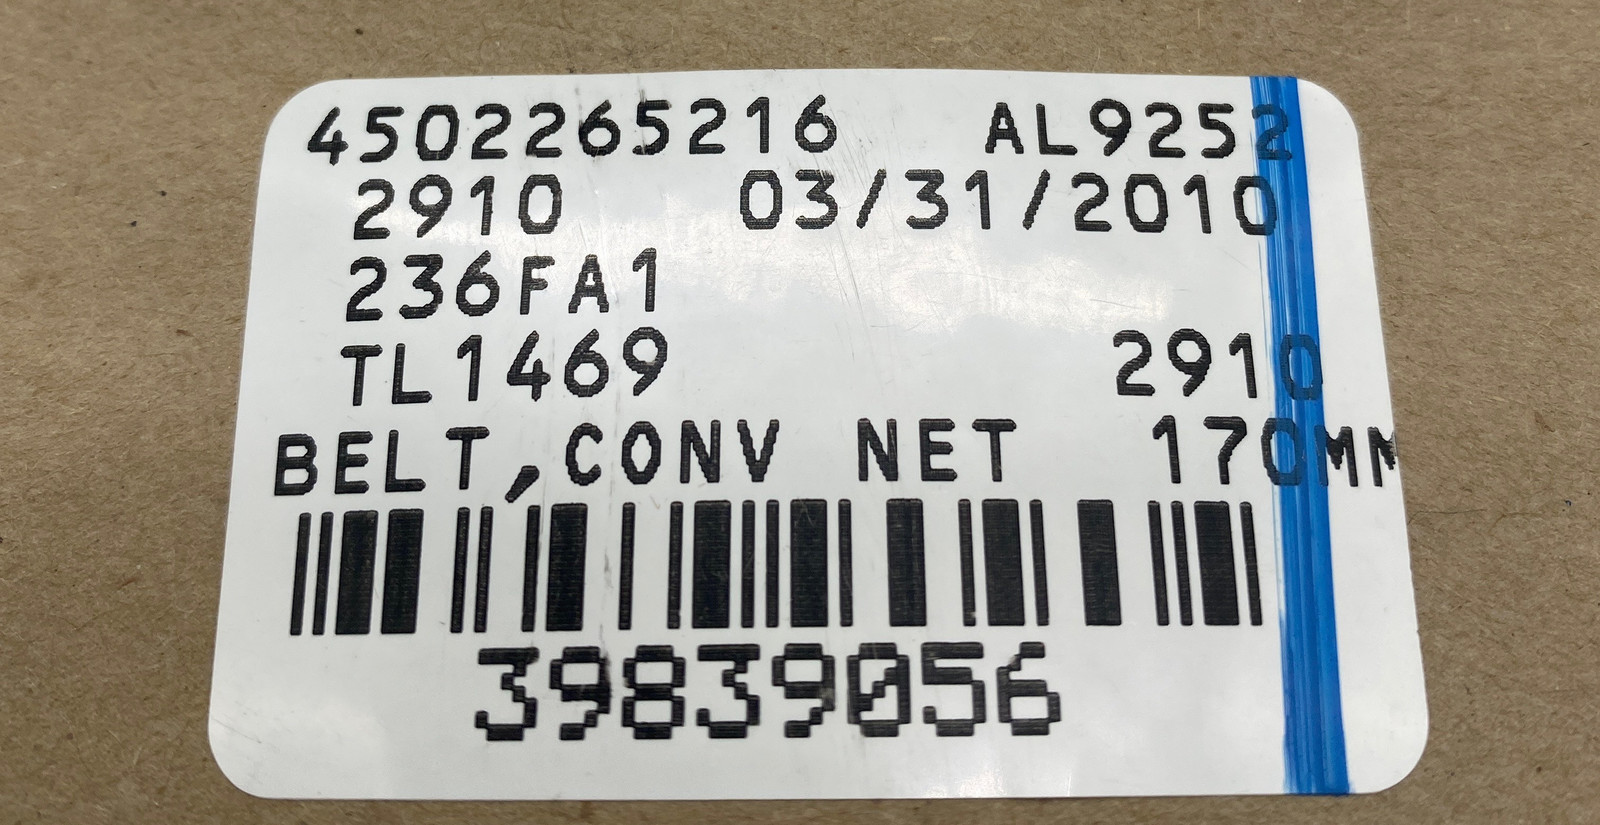 4502265216 AL9252
2910 03/31/2010
236FA1
TL1469 2910
BELT,CONV NET 170MM
39839056